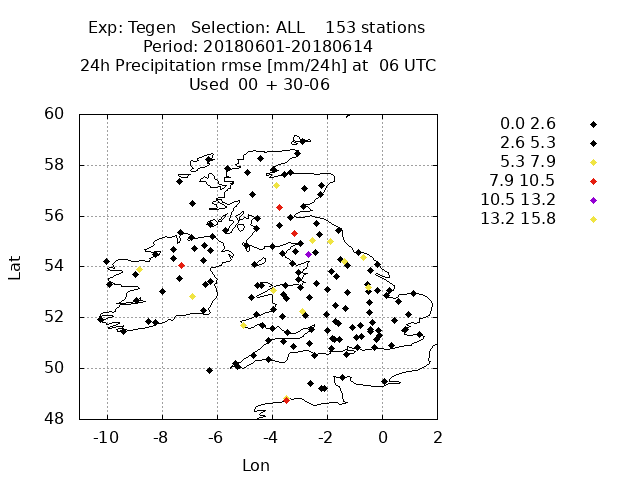 Exp: Tegen   Selection: ALL    153 stations
Period: 20180601-20180614
24h Precipitation rmse [mm/24h] at  06 UTC
Used  00 + 30-06
0.0 2.6
2.6 5.3
5.3 7.9
7.9 10.5
10.5 13.2
13.2 15.8
60
58
56
54
52
50
48
Lat
-10 -8 -6 -4 -2 0 2
Lon